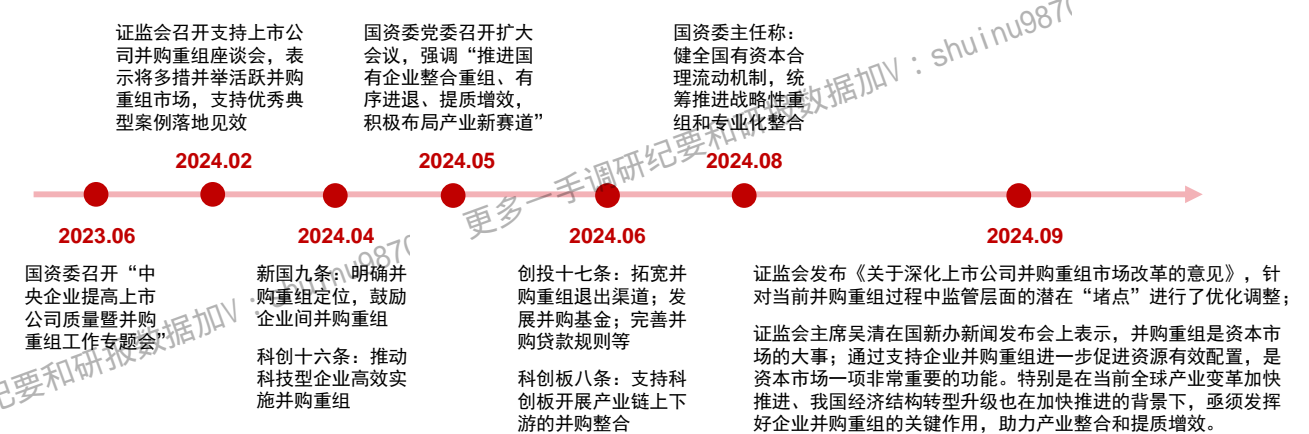 证监会召开支持上市公
司并购重组座谈会，表
示将多措并举活跃并购
重组市场，支持优秀典
型案例落地见效
2024.02
国资委党委召开扩大
会议，强调“推进国
有企业整合重组、有
序进退、提质增效，
积极布局产业新赛道”
2024.05
国资委主任称：
健全国有资本合
理流动机制，统
筹推进战略性重
组和专业化整合
2024.08
2023.06
国资委召开“中
央企业提高上市
公司质量暨并购
重组工作专题会”
2024.04
新国九条：明确并
购重组定位，鼓励
企业间并购重组
科创十六条：推动
科技型企业高效实
施并购重组
2024.06
创投十七条：拓宽并
购重组退出渠道；发
展并购基金；完善并
购贷款规则等
科创板八条：支持科
创板开展产业链上下
游的并购整合
2024.09
证监会发布《关于深化上市公司并购重组市场改革的意见》，针
对当前并购重组过程中监管层面的潜在“堵点”进行了优化调整；
证监会主席吴清在国新办新闻发布会上表示，并购重组是资本市
场的大事；通过支持企业并购重组进一步促进资源有效配置，是
资本市场一项非常重要的功能。特别是在当前全球产业变革加快
推进、我国经济结构转型升级也在加快推进的背景下，亟须发挥
好企业并购重组的关键作用，助力产业整合和提质增效。
更多一手调研纪要和研报数据加V：shuinu9870
纪要和研报数据加V：shuinu9870